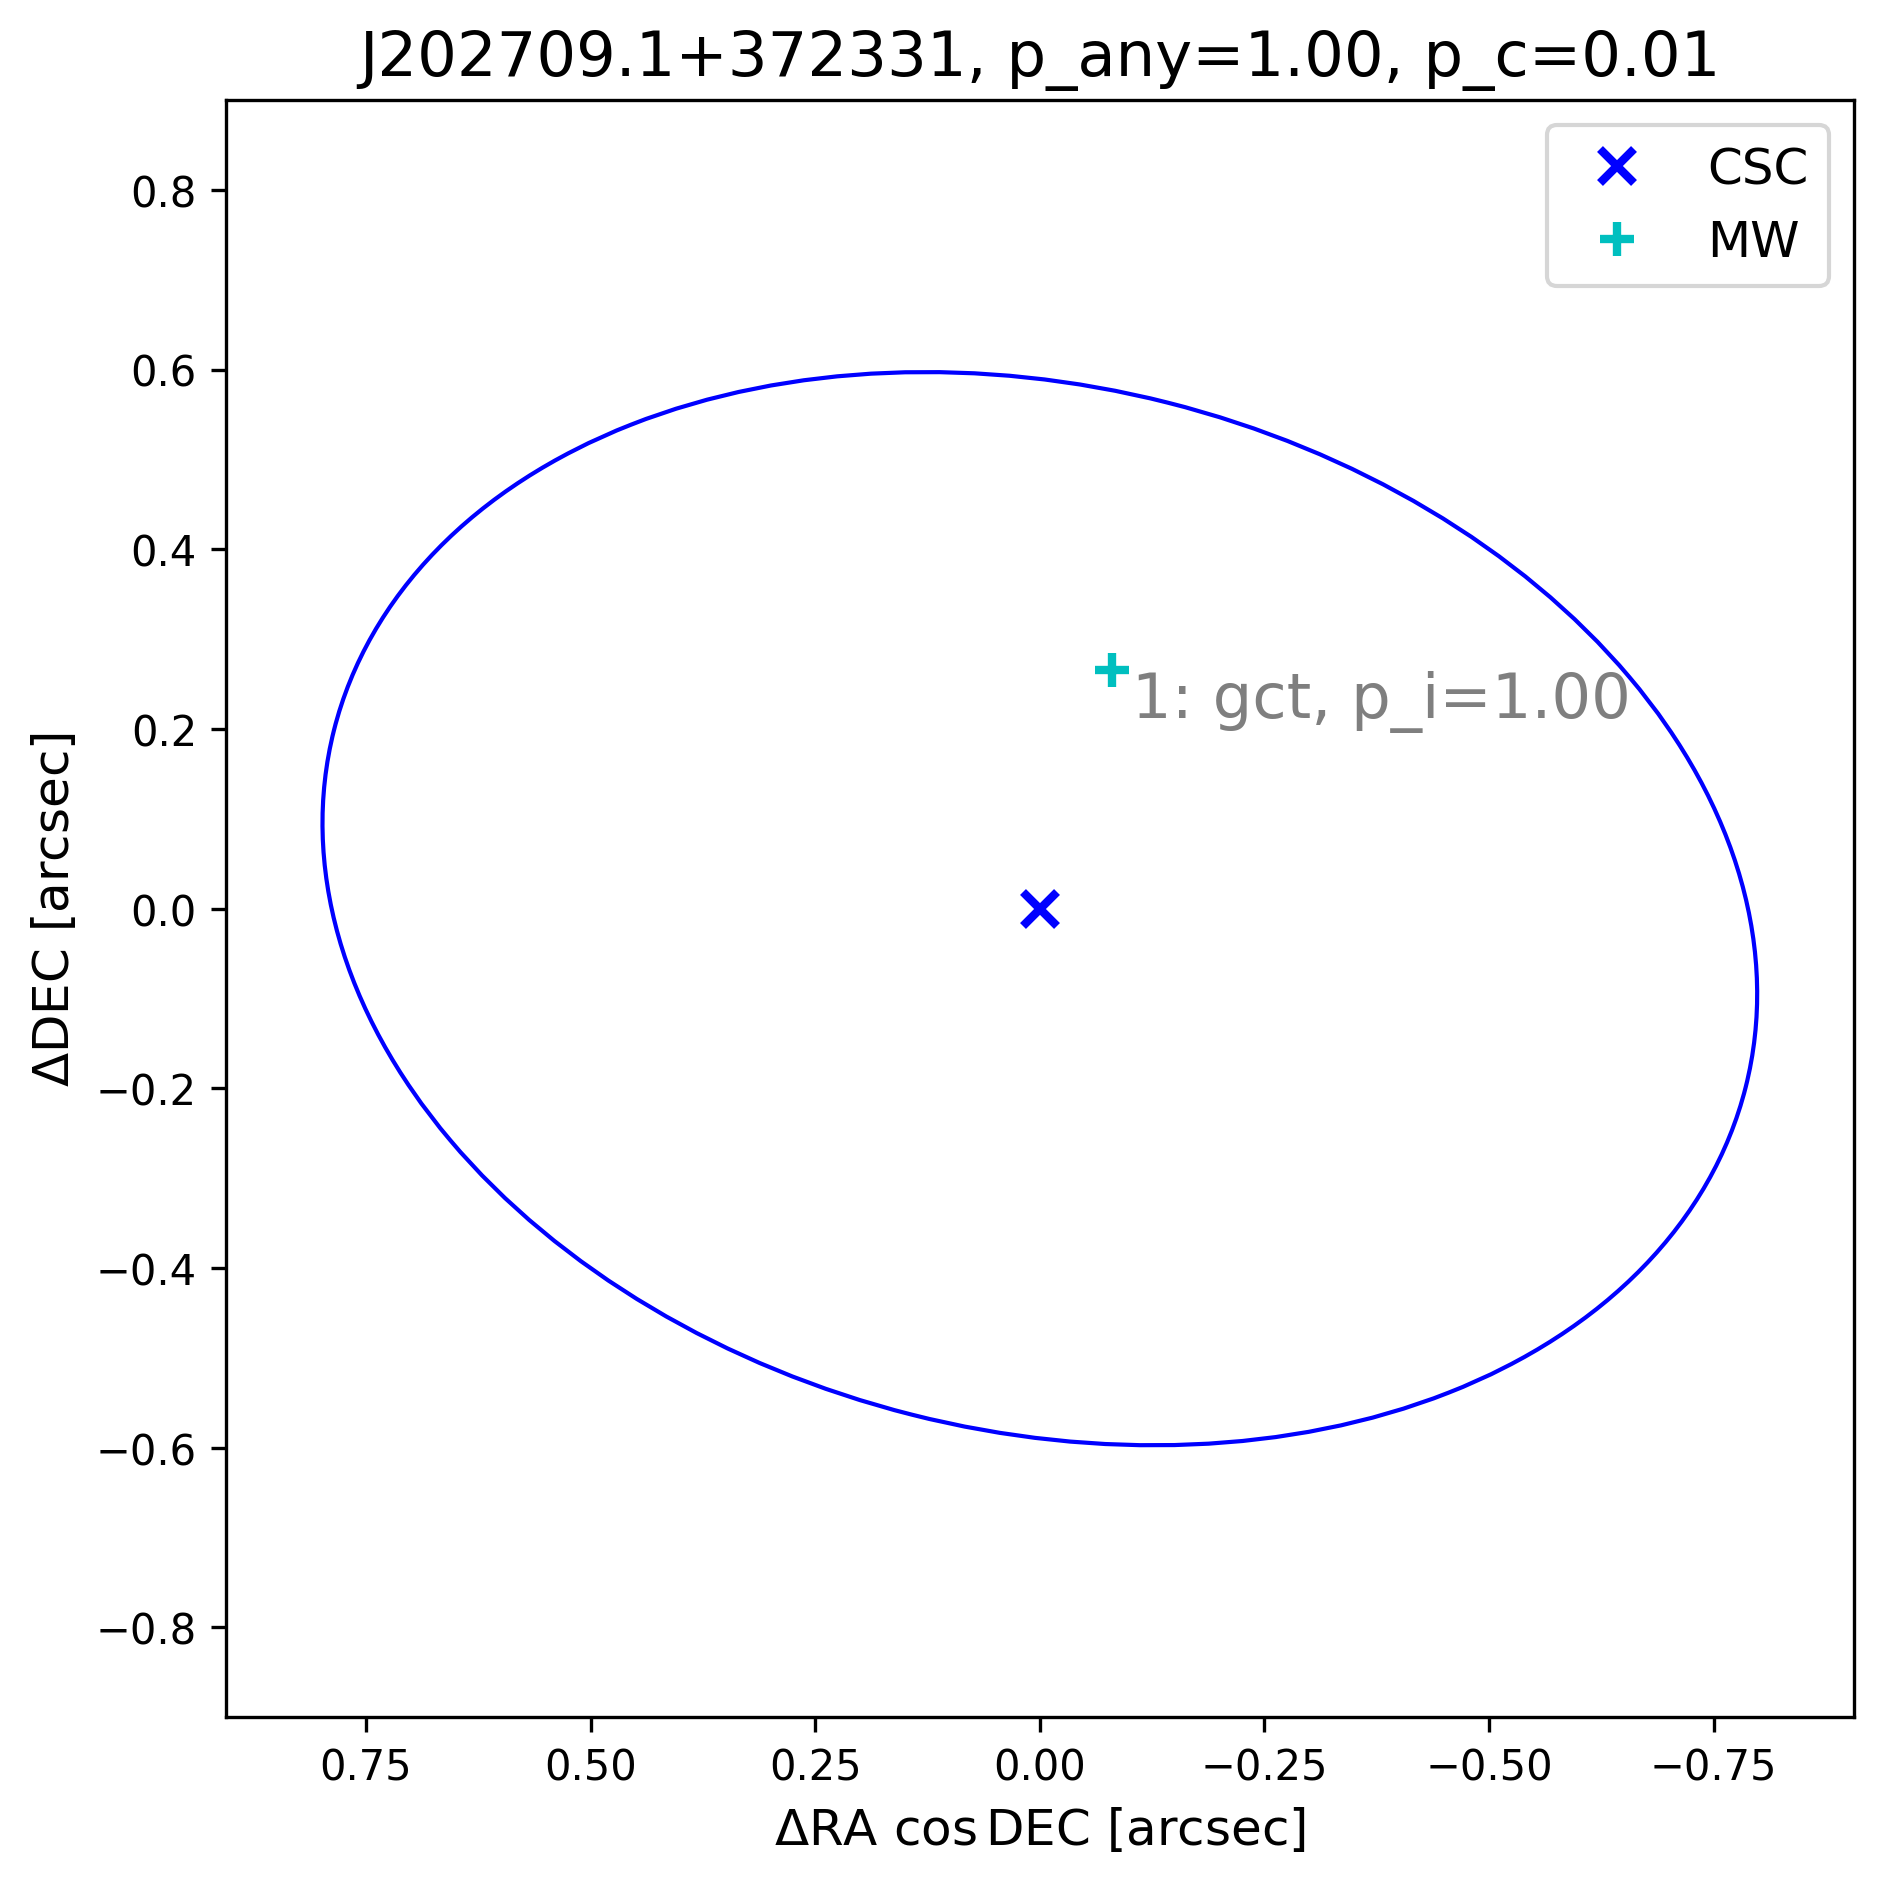 J202709.1+372331, p_any=1.00, p_c=0.01
CSC
MW
0.8
0.6
0.4
0.2
0.0
−0.2
−0.4
−0.6
−0.8
ΔDEC [arcsec]
1: gct, p_i=1.00
0.75 0.50 0.25 0.00 −0.25 −0.50 −0.75
ΔRA cos DEC [arcsec]